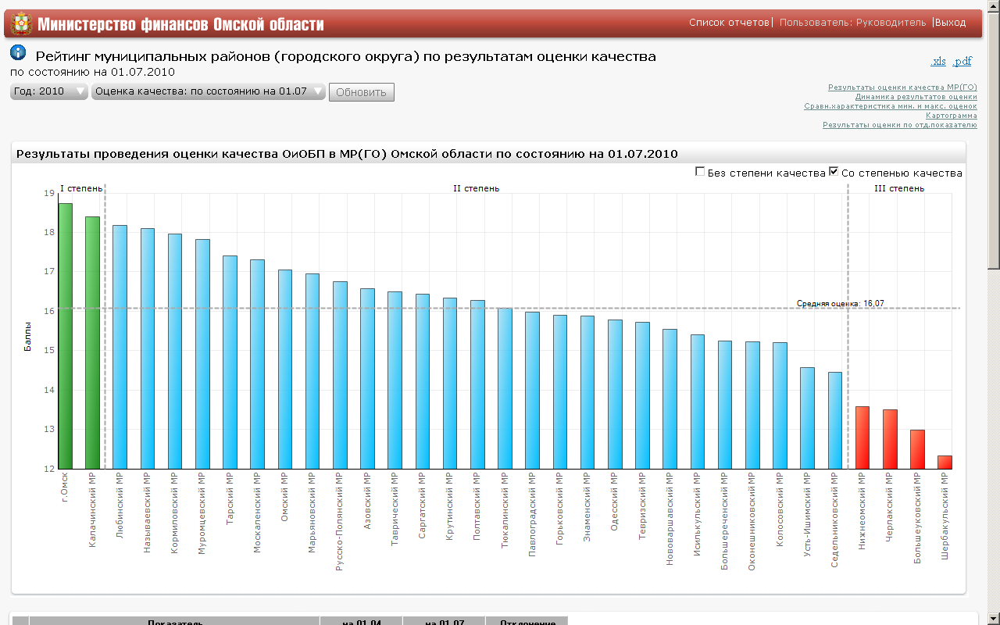 Министерство финансов Омской области
Список отчетов| Пользователь: Руководитель |Выход
Рейтинг муниципальных районов (городского округа) по результатам оценки качества
по состоянию на 01.07.2010
.xls .pdf
Год: 2010 Оценка качества: по состоянию на 01.07 Обновить
Результаты оценки качества МР(ГО)
Динамика результатов оценки
Сравн.характеристика мин. и макс. оценок
Картограмма
Результаты оценки по отд.показателю
Результаты проведения оценки качества ОиОБП в МР(ГО) Омской области по состоянию на 01.07.2010
Без степени качества Со степенью качества
I степень II степень III степень
19
18
17
16
15
14
13
12
Баллы
Средняя оценка: 16,07
г.Омск
Калачинский МР
Любинский МР
Называевский МР
Кормиловский МР
Муромцевский МР
Тарский МР
Москаленский МР
Омский МР
Марьяновский МР
Русско-Полянский МР
Азовский МР
Таврический МР
Саргатский МР
Крутинский МР
Полтавский МР
Тюкалинский МР
Павлоградский МР
Горьковский МР
Знаменский МР
Одесский МР
Тевризский МР
Нововаршавский МР
Исилькульский МР
Большереченский МР
Оконешниковский МР
Колосовский МР
Усть-Ишимский МР
Седельниковский МР
Нижнеомский МР
Черлакский МР
Большеуковский МР
Шербакульский МР
Показатель на 01.04 на 01.07 Отклонение